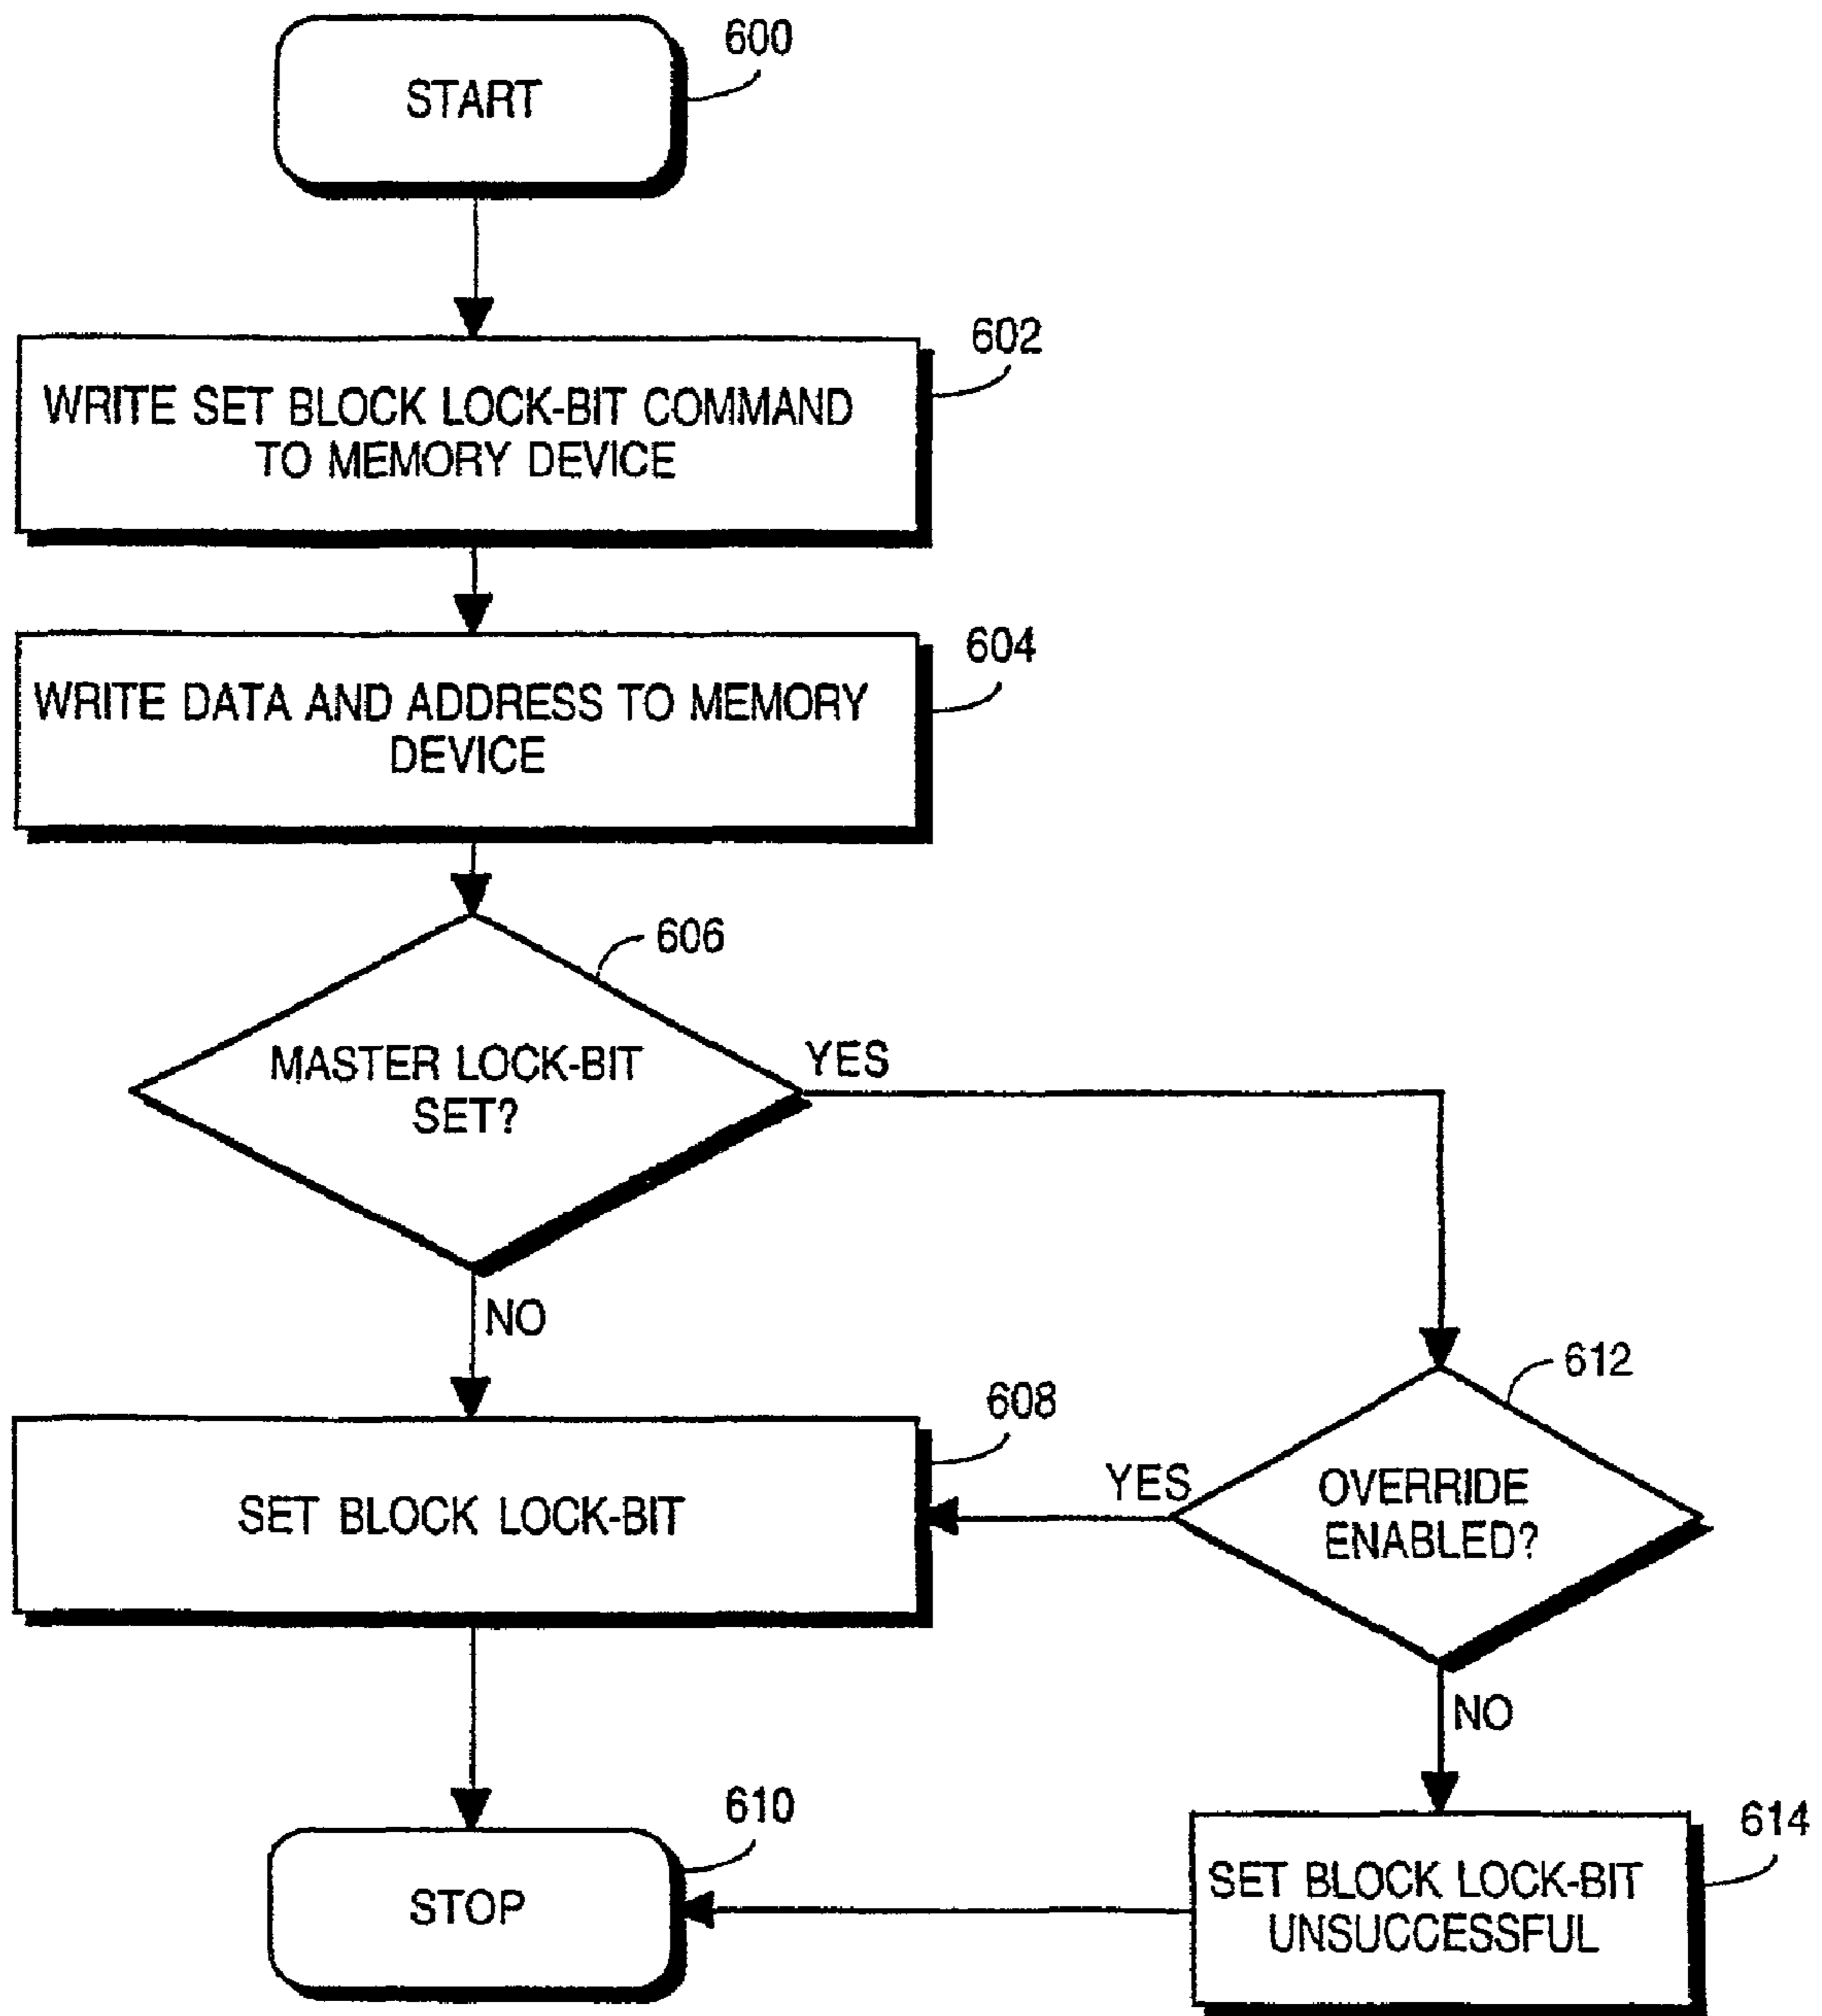 600
START
602
WRITE SET BLOCK LOCK-BIT COMMAND
TO MEMORY DEVICE
604
WRITE DATA AND ADDRESS TO MEMORY
DEVICE
606
MASTER LOCK-BIT
SET?
YES
NO
612
608
OVERRIDE
ENABLED?
YES
SET BLOCK LOCK-BIT
NO
610
STOP
614
SET BLOCK LOCK-BIT
UNSUCCESSFUL